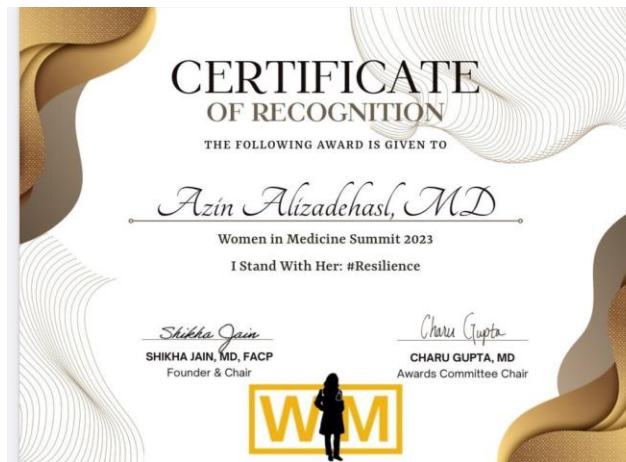 CERTIFICATE
OF RECOGNITION
THE FOLLOWING AWARD IS GIVEN TO
Azin Alizadehasl, MD
Women in Medicine Summit 2023
I Stand With Her: #Resilience
Shikha Jain
SHIKHA JAIN, MD, FACP
Founder & Chair
Charu Gupta
CHARU GUPTA, MD
Awards Committee Chair
WIM